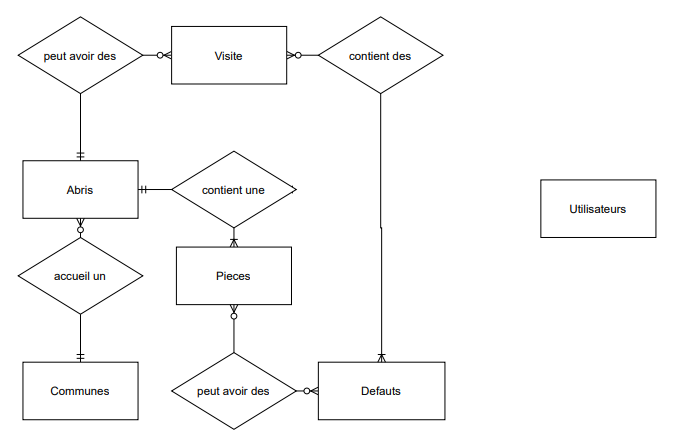 peut avoir des
Visite
contient des
Abris
contient une
Utilisateurs
accueil un
Pieces
Communes
peut avoir des
Defauts